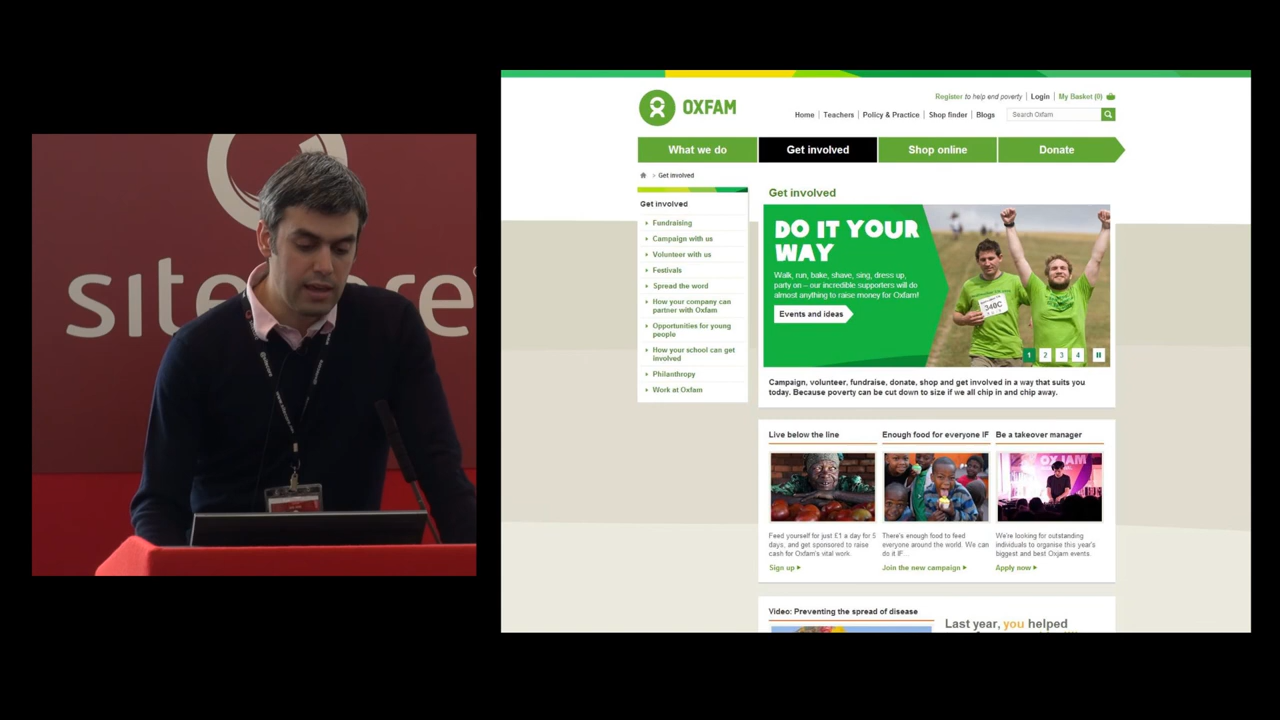 sitecore
OXFAM
Register to help end poverty | Login | My Basket (0)
Home | Teachers | Policy & Practice | Shop finder | Blogs
Search Oxfam
What we do
Get involved
Shop online
Donate
> Get involved
Get involved
Fundraising
Campaign with us
Volunteer with us
Festivals
Spread the word
How your company can
partner with Oxfam
Opportunities for young
people
How your school can get
involved
Philanthropy
Work at Oxfam
Get involved
DO IT YOUR
WAY
Walk, run, bake, shave, sing, dress up,
party on – our incredible supporters will do
almost anything to raise money for Oxfam!
Events and ideas
340C
1 2 3 4
Campaign, volunteer, fundraise, donate, shop and get involved in a way that suits you
today. Because poverty can be cut down to size if we all chip in and chip away.
Live below the line
Feed yourself for just £1 a day for 5
days, and get sponsored to raise
cash for Oxfam's vital work.
Sign up
Enough food for everyone IF
There's enough food to feed
everyone around the world. We can
do it IF...
Join the new campaign
Be a takeover manager
OXJAM
We're looking for outstanding
individuals to organise this year's
biggest and best Oxjam events.
Apply now
Video: Preventing the spread of disease
Last year, you helped